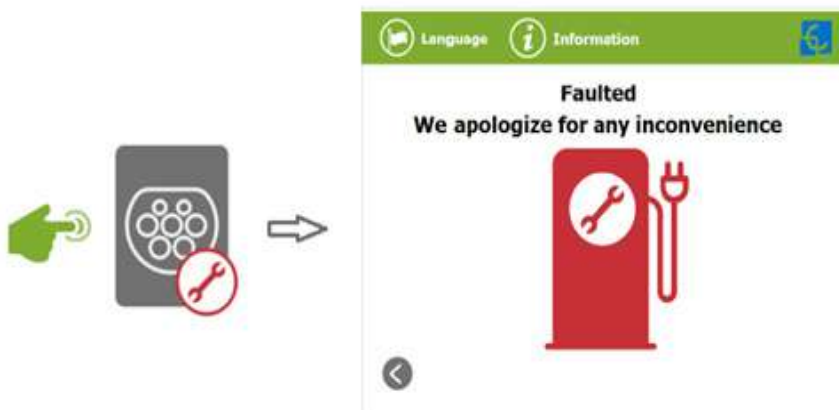 Language
Information
Faulted
We apologize for any inconvenience